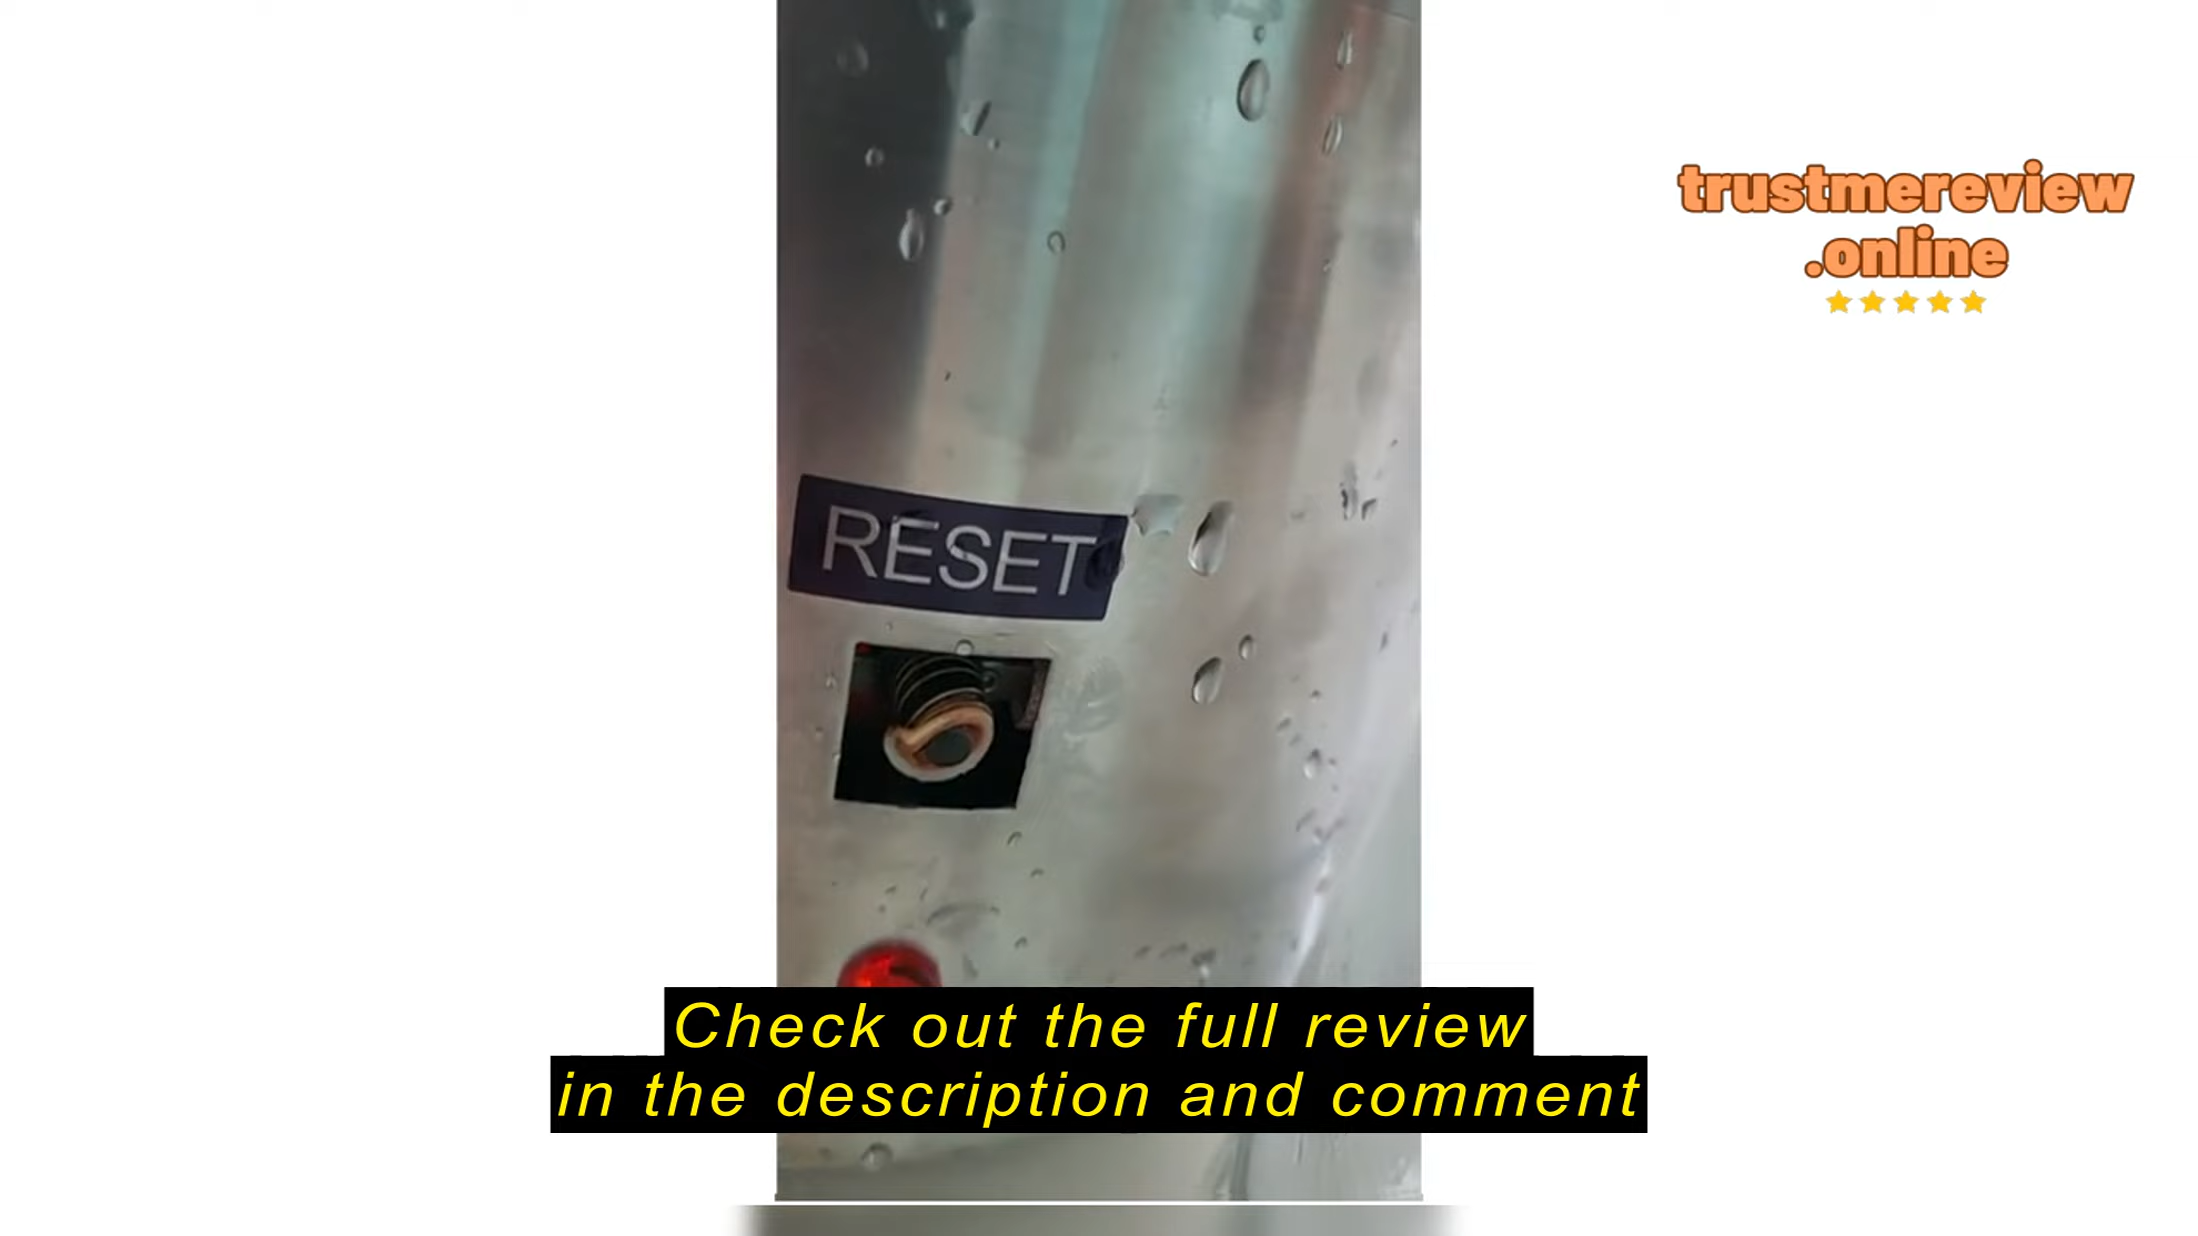 trustmereview
.online
RESET
Check out the full review
in the description and comment